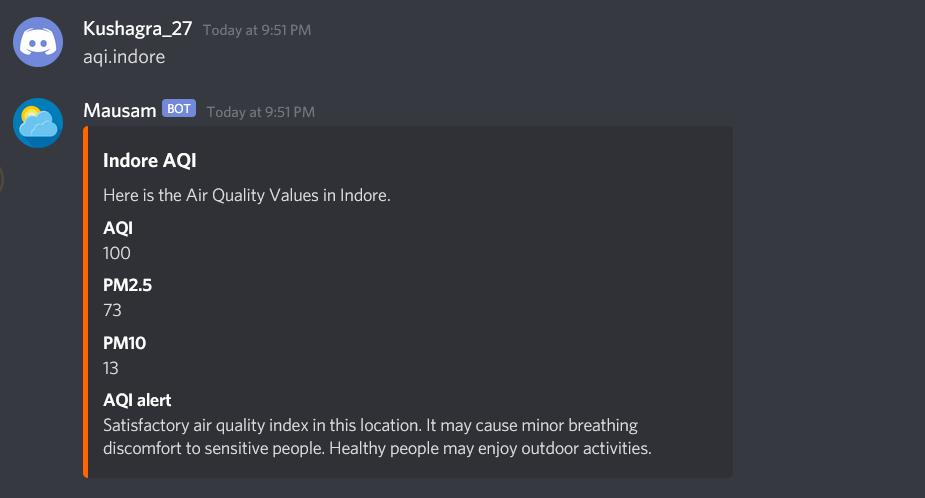 Kushagra_27 Today at 9:51 PM
aqi.indore
Mausam BOT Today at 9:51 PM
Indore AQI
Here is the Air Quality Values in Indore.
AQI
100
PM2.5
73
PM10
13
AQI alert
Satisfactory air quality index in this location. It may cause minor breathing
discomfort to sensitive people. Healthy people may enjoy outdoor activities.